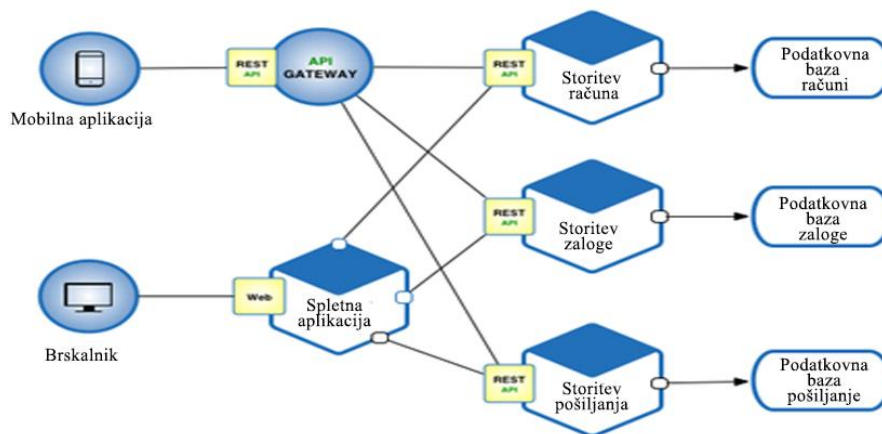 Mobilna aplikacija
REST
API
API
GATEWAY
REST
API
Storitev
računa
Podatkovna
baza
računi
REST
API
Storitev
zaloge
Podatkovna
baza
zaloge
Brskalnik
Web
Spletna
aplikacija
REST
API
Storitev
pošiljanja
Podatkovna
baza
pošiljanje